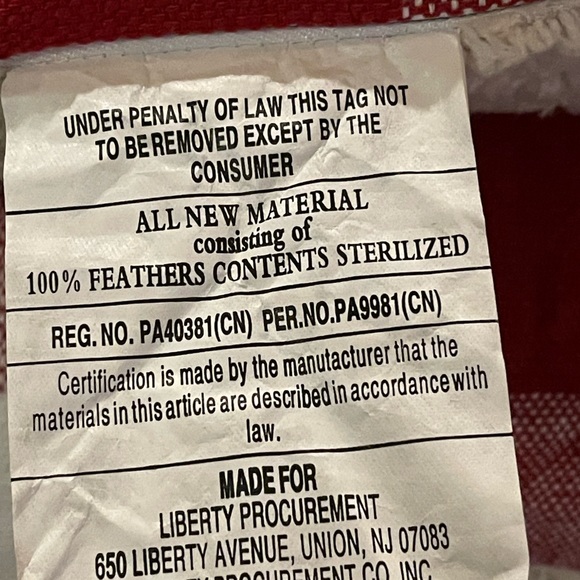 UNDER PENALTY OF LAW THIS TAG NOT
TO BE REMOVED EXCEPT BY THE
CONSUMER
ALL NEW MATERIAL
consisting of
100% FEATHERS CONTENTS STERILIZED
REG. NO. PA40381(CN) PER.NO.PA9981(CN)
Certification is made by the manutacturer that the
materials in this article are described in accordance with
law.
MADE FOR
LIBERTY PROCUREMENT
650 LIBERTY AVENUE, UNION, NJ 07083
PROCUREMENT CO. INC